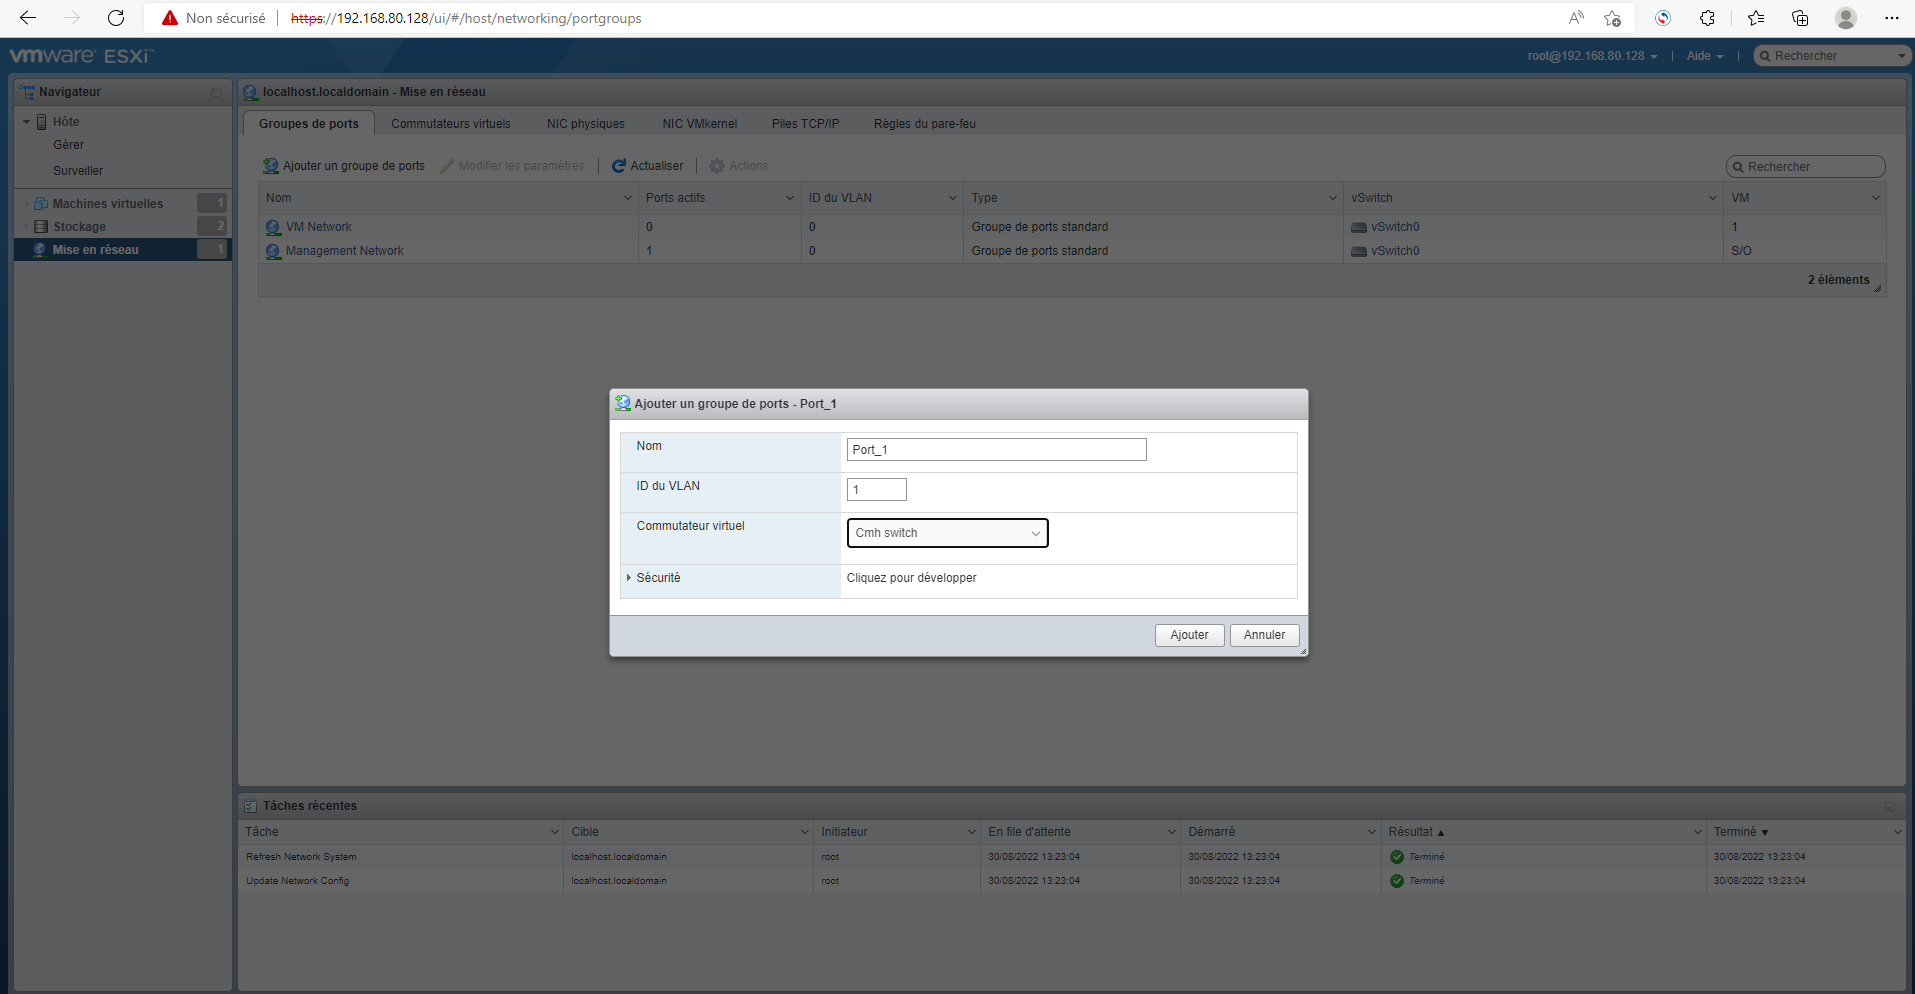 Non sécurisé https://192.168.80.128/ui/#/host/networking/portgroups
vmware ESXi™
root@192.168.80.128 | Aide | Rechercher
Navigateur
Hôte
Gérer
Surveiller
Machines virtuelles 1
Stockage 2
Mise en réseau 1
localhost.localdomain - Mise en réseau
Groupes de ports Commutateurs virtuels NIC physiques NIC VMkernel Piles TCP/IP Règles du pare-feu
Ajouter un groupe de ports Modifier les paramètres Actualiser Actions Rechercher
Nom Ports actifs ID du VLAN Type vSwitch VM
VM Network 0 0 Groupe de ports standard vSwitch0 1
Management Network 1 0 Groupe de ports standard vSwitch0 S/O
2 éléments
Ajouter un groupe de ports - Port_1
Nom Port_1
ID du VLAN 1
Commutateur virtuel Cmh switch
Sécurité Cliquez pour développer
Ajouter Annuler
Tâches récentes
Tâche Cible Initiateur En file d'attente Démarré Résultat ▲ Terminé ▼
Refresh Network System localhost.localdomain root 30/08/2022 13:23:04 30/08/2022 13:23:04 Terminé 30/08/2022 13:23:04
Update Network Config localhost.localdomain root 30/08/2022 13:23:04 30/08/2022 13:23:04 Terminé 30/08/2022 13:23:04